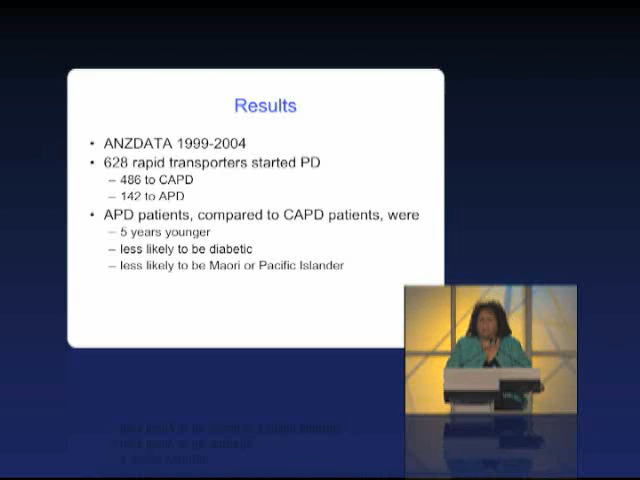 Results
• ANZDATA 1999-2004
• 628 rapid transporters started PD
– 486 to CAPD
– 142 to APD
• APD patients, compared to CAPD patients, were
– 5 years younger
– less likely to be diabetic
– less likely to be Maori or Pacific Islander